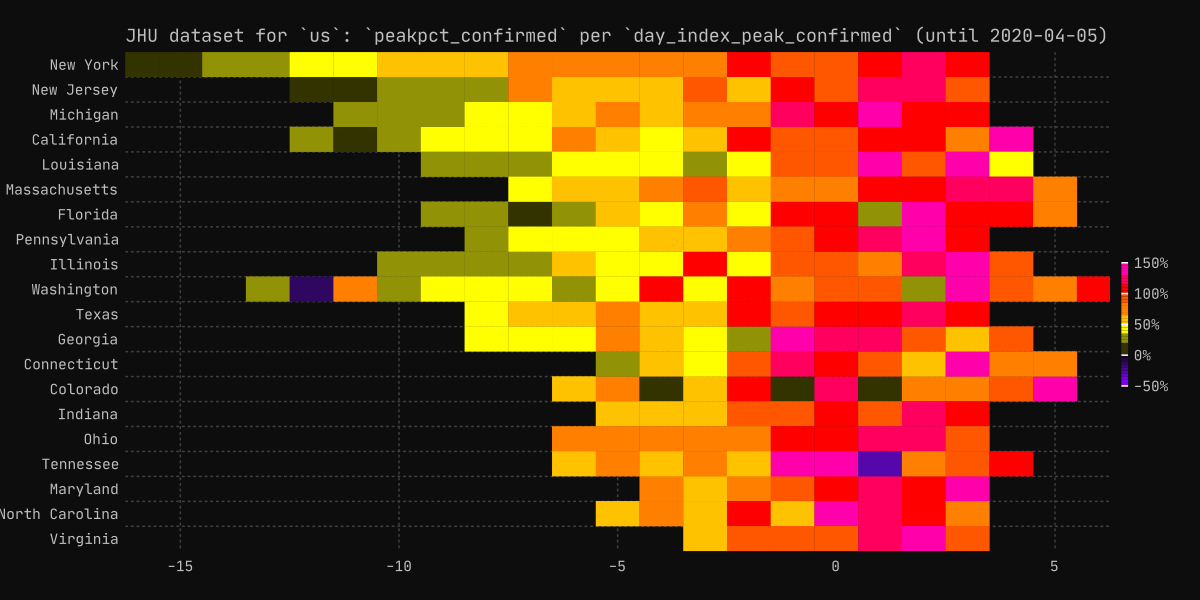 JHU dataset for `us`: `peakpct_confirmed` per `day_index_peak_confirmed` (until 2020-04-05)
New York
New Jersey
Michigan
California
Louisiana
Massachusetts
Florida
Pennsylvania
Illinois
Washington
Texas
Georgia
Connecticut
Colorado
Indiana
Ohio
Tennessee
Maryland
North Carolina
Virginia
150%
100%
50%
0%
-50%
-15 -10 -5 0 5